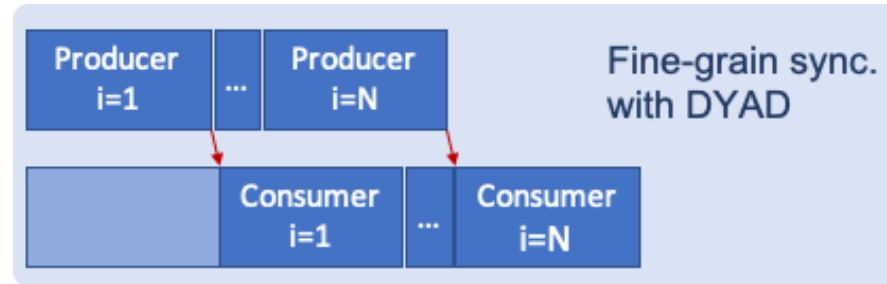 Producer
i=1
...
Producer
i=N
Fine-grain sync.
with DYAD
Consumer
i=1
...
Consumer
i=N